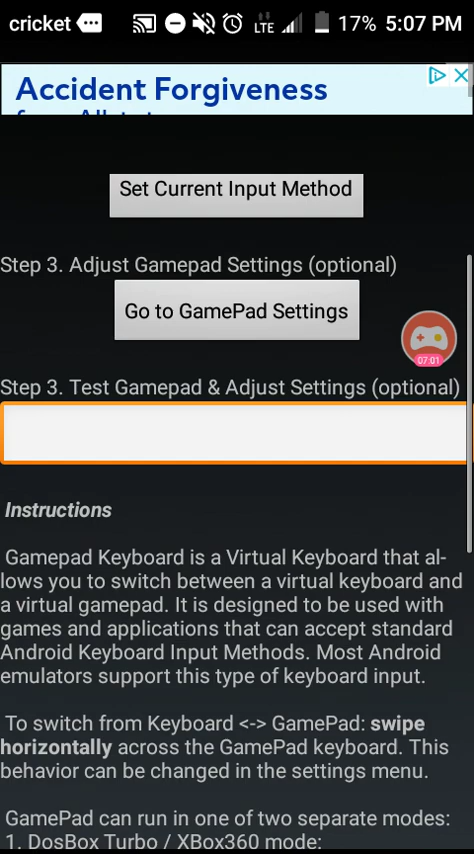 cricket 17% 5:07 PM
LTE
Accident Forgiveness
Set Current Input Method
Step 3. Adjust Gamepad Settings (optional)
Go to GamePad Settings
07:01
Step 3. Test Gamepad & Adjust Settings (optional)
Instructions
Gamepad Keyboard is a Virtual Keyboard that al-
lows you to switch between a virtual keyboard and
a virtual gamepad. It is designed to be used with
games and applications that can accept standard
Android Keyboard Input Methods. Most Android
emulators support this type of keyboard input.
To switch from Keyboard <-> GamePad: swipe
horizontally across the GamePad keyboard. This
behavior can be changed in the settings menu.
GamePad can run in one of two separate modes:
1. DosBox Turbo / XBox360 mode: